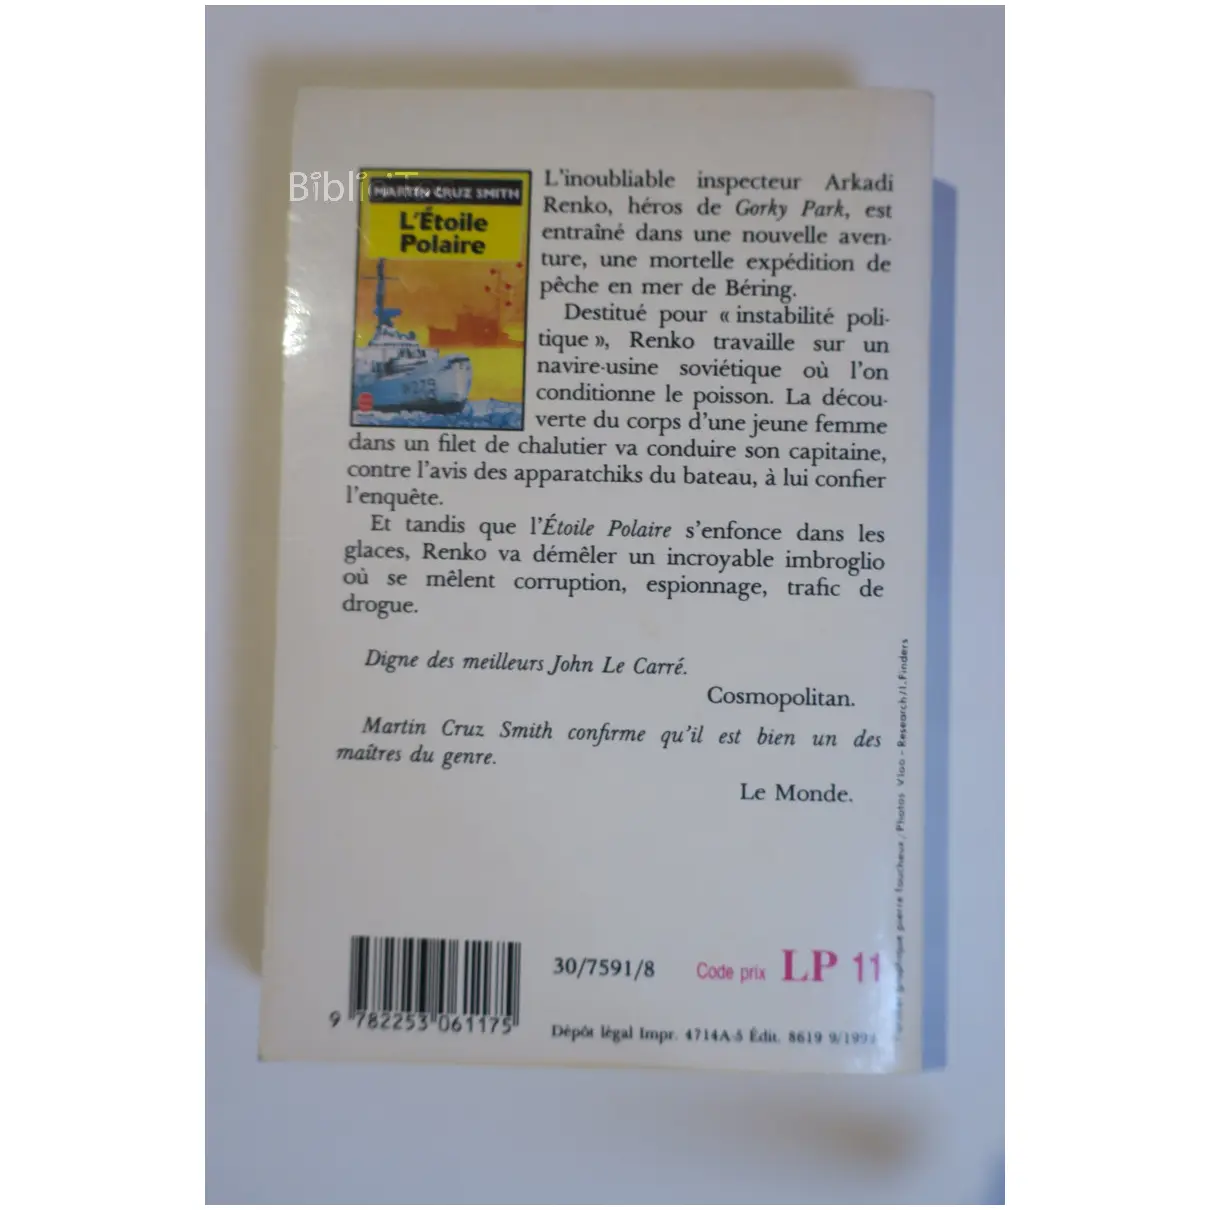 MARTIN CRUZ SMITH
L'Étoile
Polaire
L'inoubliable inspecteur Arkadi
Renko, héros de Gorky Park, est
entraîné dans une nouvelle aven-
ture, une mortelle expédition de
pêche en mer de Béring.
Destitué pour « instabilité poli-
tique », Renko travaille sur un
navire-usine soviétique où l'on
conditionne le poisson. La décou-
verte du corps d'une jeune femme
dans un filet de chalutier va conduire son capitaine,
contre l'avis des apparatchiks du bateau, à lui confier
l'enquête.
Et tandis que l'Étoile Polaire s'enfonce dans les
glaces, Renko va démêler un incroyable imbroglio
où se mêlent corruption, espionnage, trafic de
drogue.
Digne des meilleurs John Le Carré.
Cosmopolitan.
Martin Cruz Smith confirme qu'il est bien un des
maîtres du genre.
Le Monde.
graphique pierre faucheux / Photos Vloo - Research / I. Finders
30/7591/8 Code prix LP 11
9 782253 061175
Dépôt légal Impr. 4714A-5 Édit. 8619